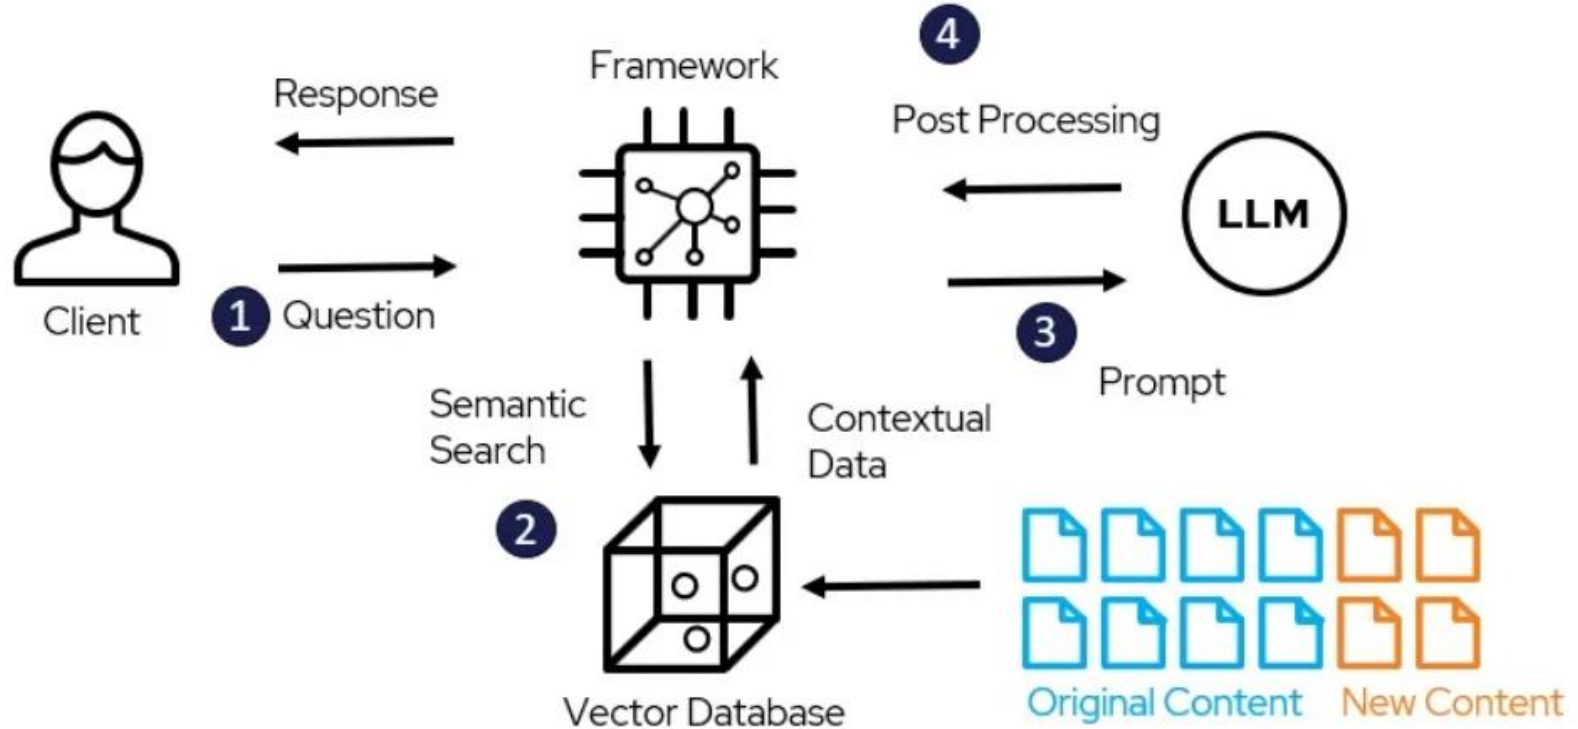 4
Framework
Response
Post Processing
LLM
Client
1
Question
3
Prompt
Semantic
Search
Contextual
Data
2
Vector Database
Original Content
New Content